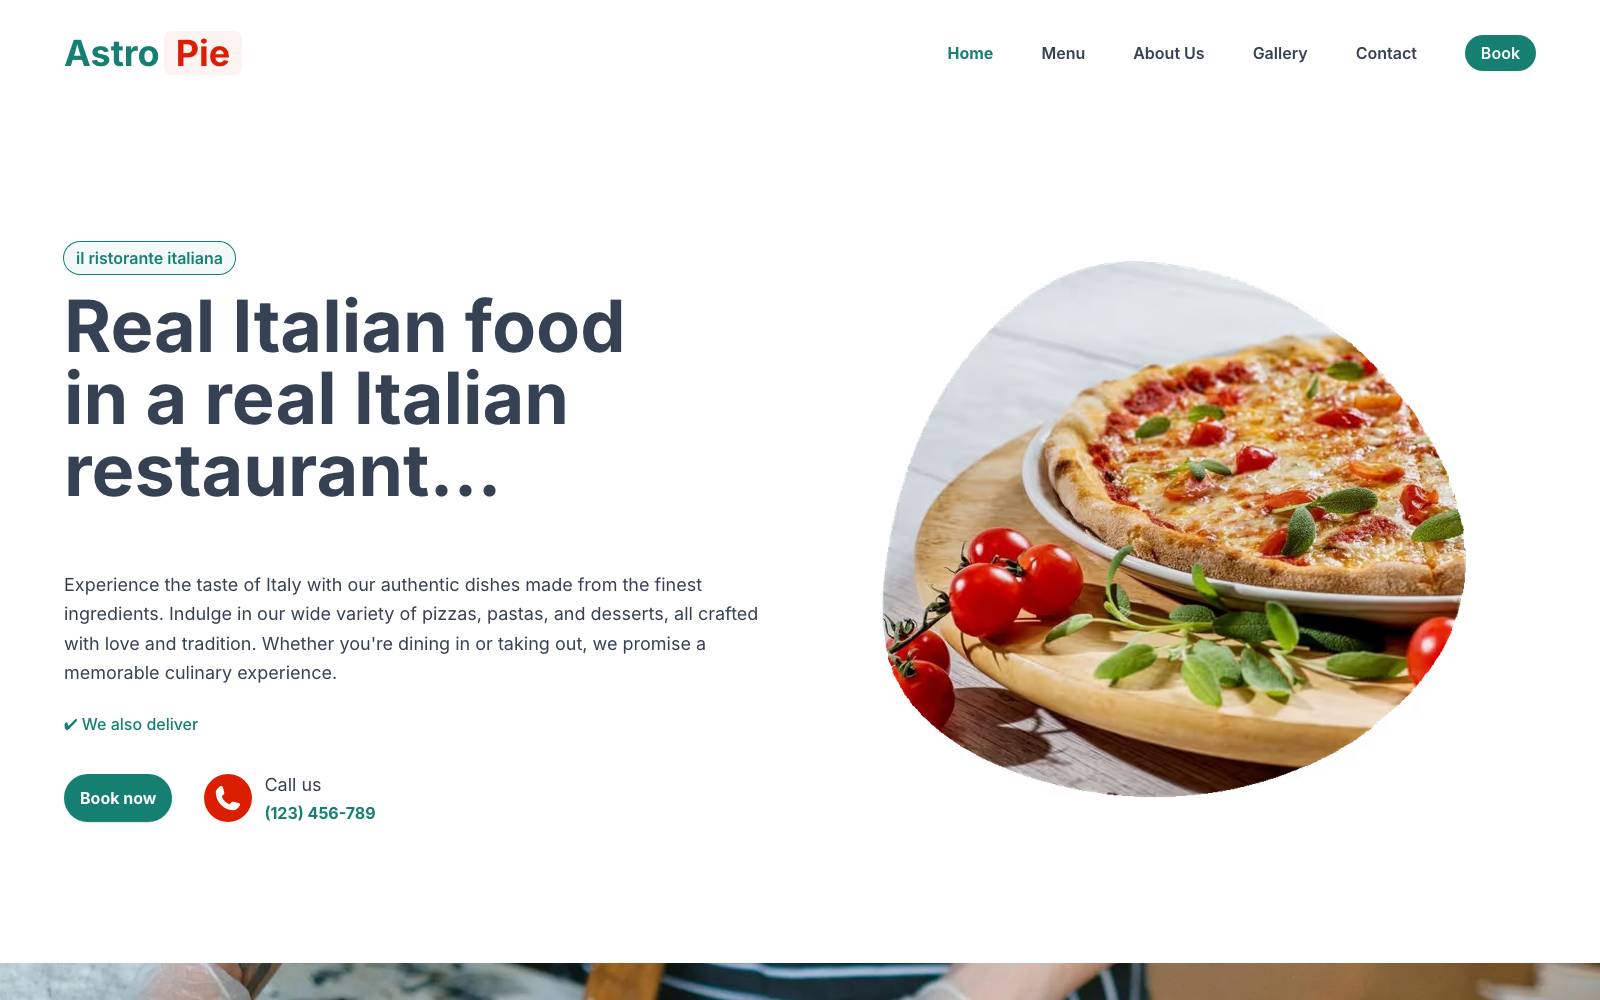 Astro Pie
Home Menu About Us Gallery Contact Book
il ristorante italiana
Real Italian food
in a real Italian
restaurant...
Experience the taste of Italy with our authentic dishes made from the finest
ingredients. Indulge in our wide variety of pizzas, pastas, and desserts, all crafted
with love and tradition. Whether you're dining in or taking out, we promise a
memorable culinary experience.
✔ We also deliver
Book now
Call us
(123) 456-789